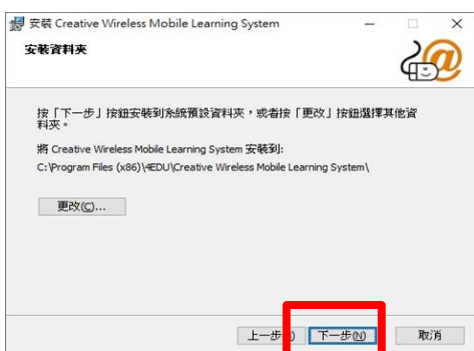 安裝 Creative Wireless Mobile Learning System
安裝資料夾
按「下一步」按鈕安裝到系統預設資料夾，或者按「更改」按鈕選擇其他資
料夾。
將 Creative Wireless Mobile Learning System 安裝到:
C:\Program Files (x86)\4EDU\Creative Wireless Mobile Learning System\
更改(C)...
上一步 下一步(N) 取消